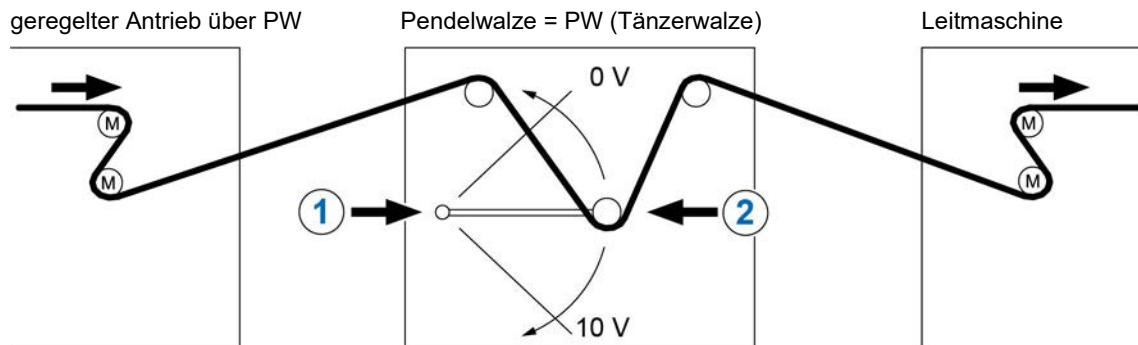 geregelter Antrieb über PW
Pendelwalze = PW (Tänzerwalze)
Leitmaschine
0 V
M
M
M
M
1
2
10 V